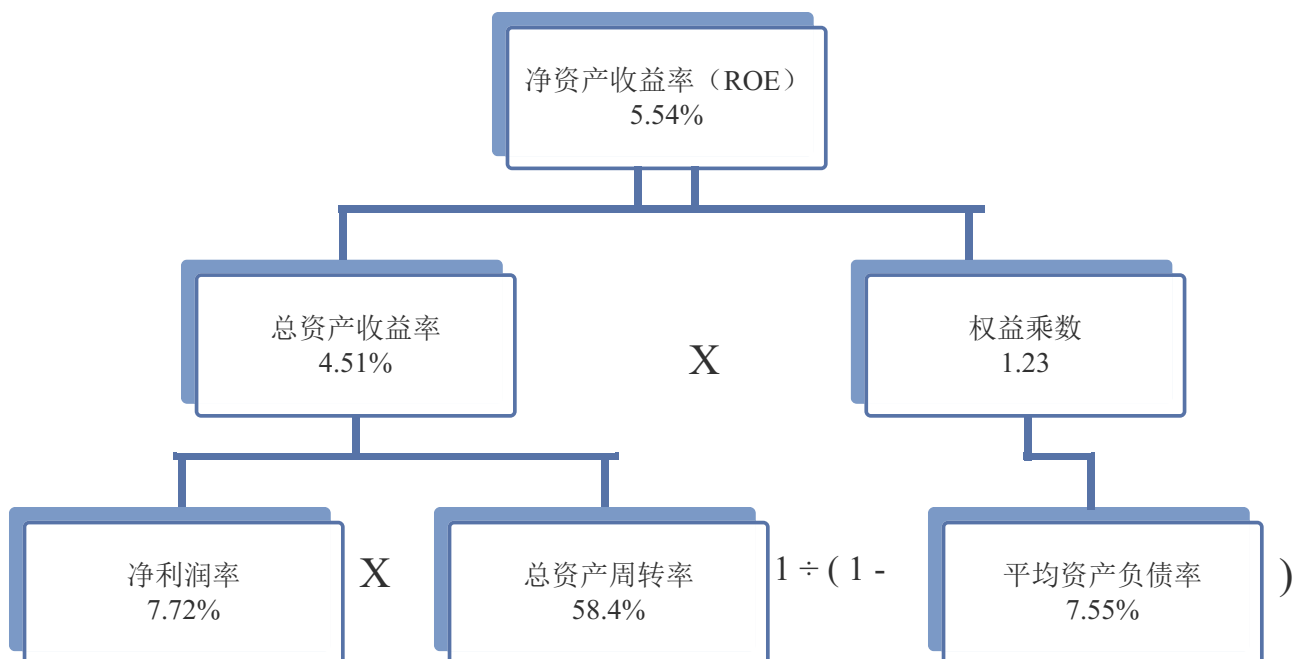 净资产收益率（ROE）
5.54%
总资产收益率
4.51%
X
权益乘数
1.23
净利润率
7.72%
X
总资产周转率
58.4%
1 ÷ ( 1 -
平均资产负债率
7.55%
)